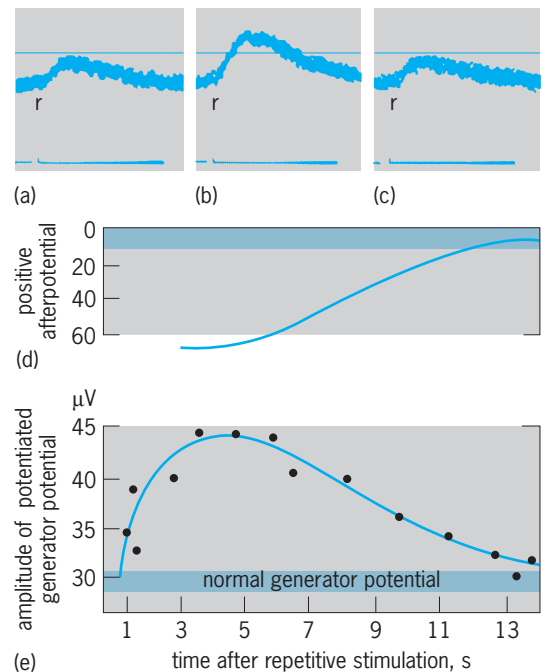 r
r
r
(a)
(b)
(c)
positive
afterpotential
0
20
40
60
(d)
µV
amplitude of potentiated
generator potential
45
40
35
30
normal generator potential
1 3 5 7 9 11 13
(e)
time after repetitive stimulation, s